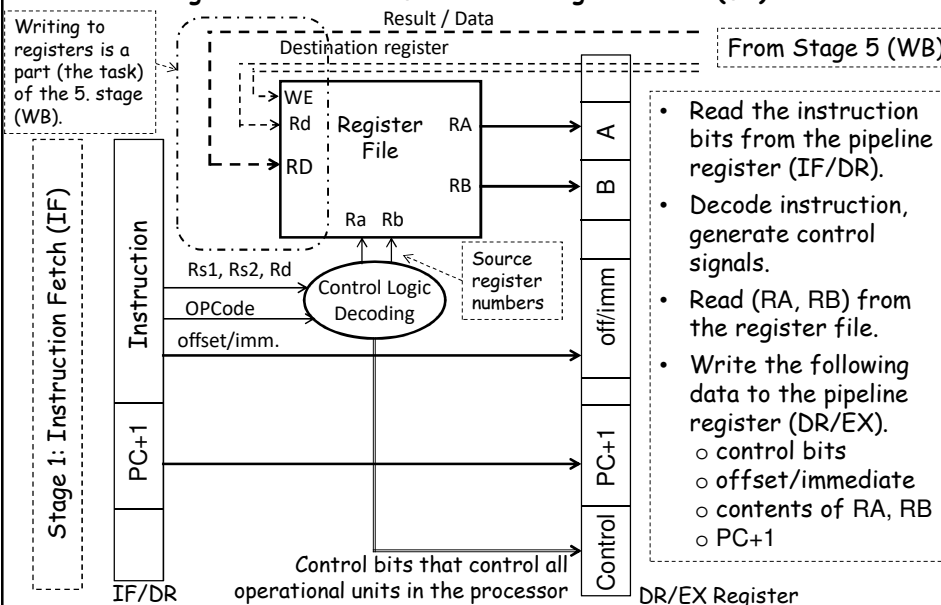 Result / Data
Writing to
registers is a
part (the task)
of the 5. stage
(WB).
Destination register
From Stage 5 (WB)
WE
Rd
RD
Register
File
RA
RB
Ra Rb
A
B
off/imm
PC+1
Control
Stage 1: Instruction Fetch (IF)
Instruction
PC+1
Rs1, Rs2, Rd
OPCode
offset/imm.
Control Logic
Decoding
Source
register
numbers
• Read the instruction
bits from the pipeline
register (IF/DR).
• Decode instruction,
generate control
signals.
• Read (RA, RB) from
the register file.
• Write the following
data to the pipeline
register (DR/EX).
o control bits
o offset/immediate
o contents of RA, RB
o PC+1
Control bits that control all
operational units in the processor
IF/DR
DR/EX Register